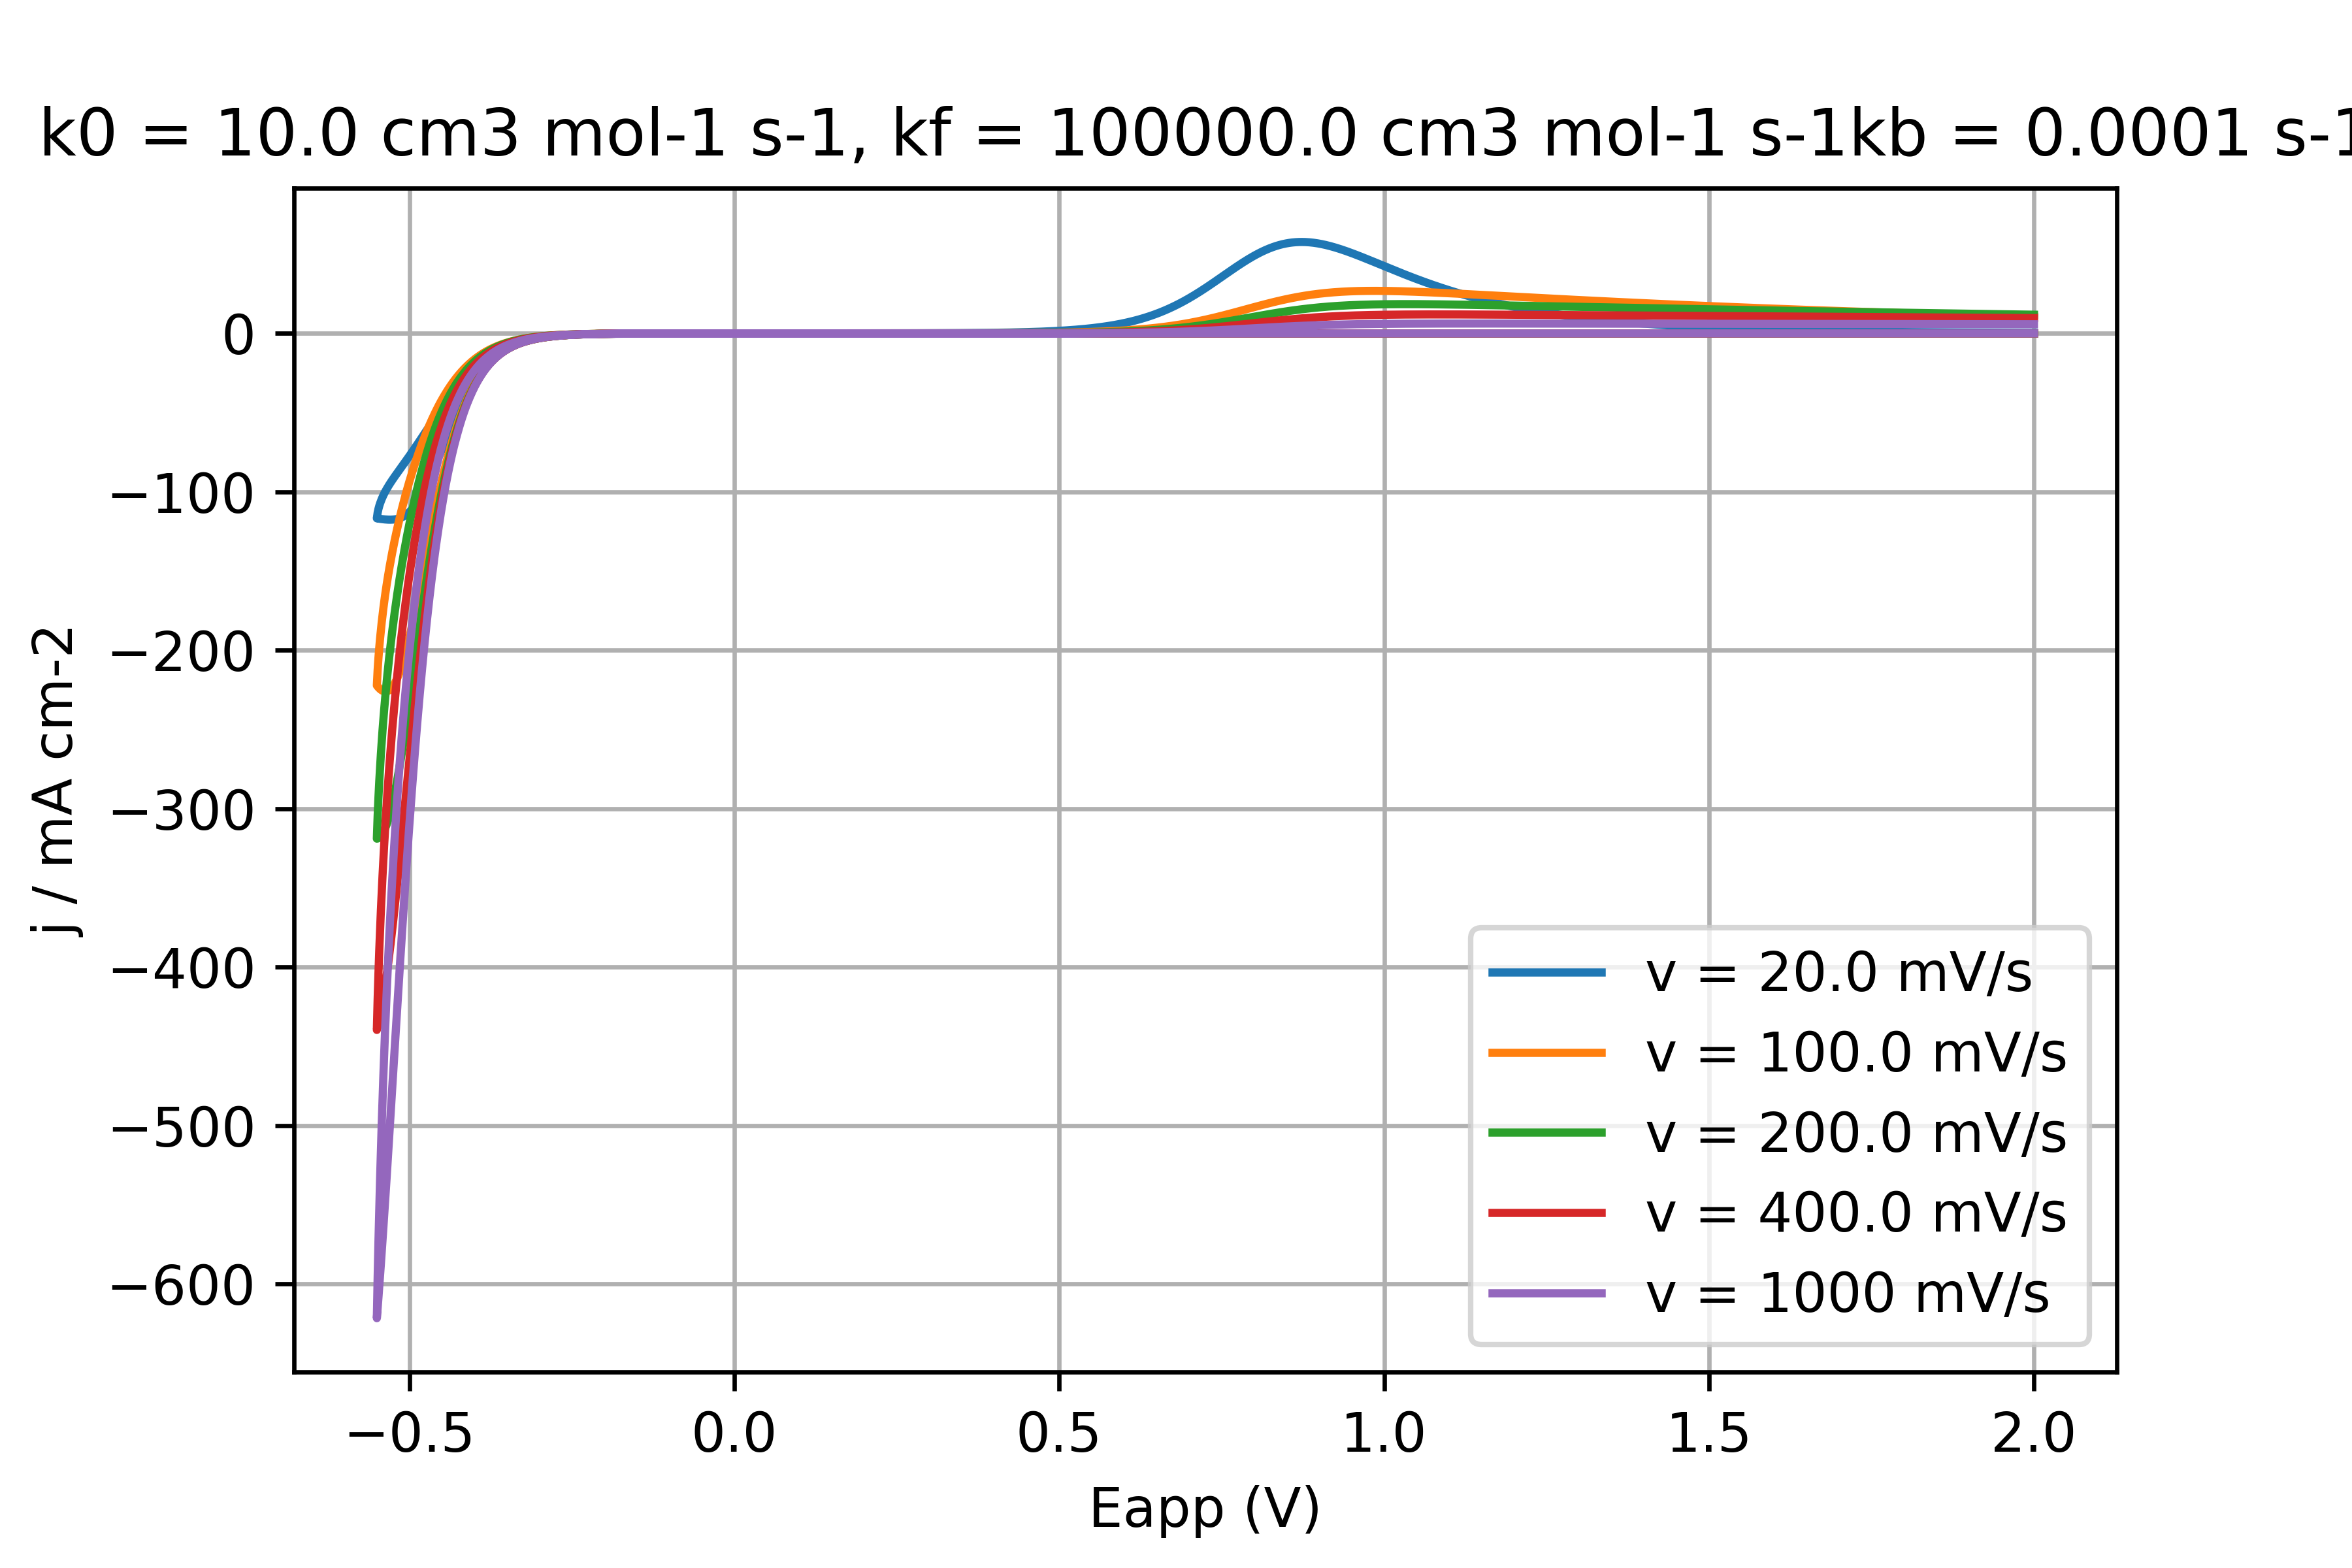 k0 = 10.0 cm3 mol-1 s-1, kf = 100000.0 cm3 mol-1 s-1kb = 0.0001 s-1
j / mA cm-2
0
−100
−200
−300
−400
−500
−600
v = 20.0 mV/s
v = 100.0 mV/s
v = 200.0 mV/s
v = 400.0 mV/s
v = 1000 mV/s
−0.5 0.0 0.5 1.0 1.5 2.0
Eapp (V)